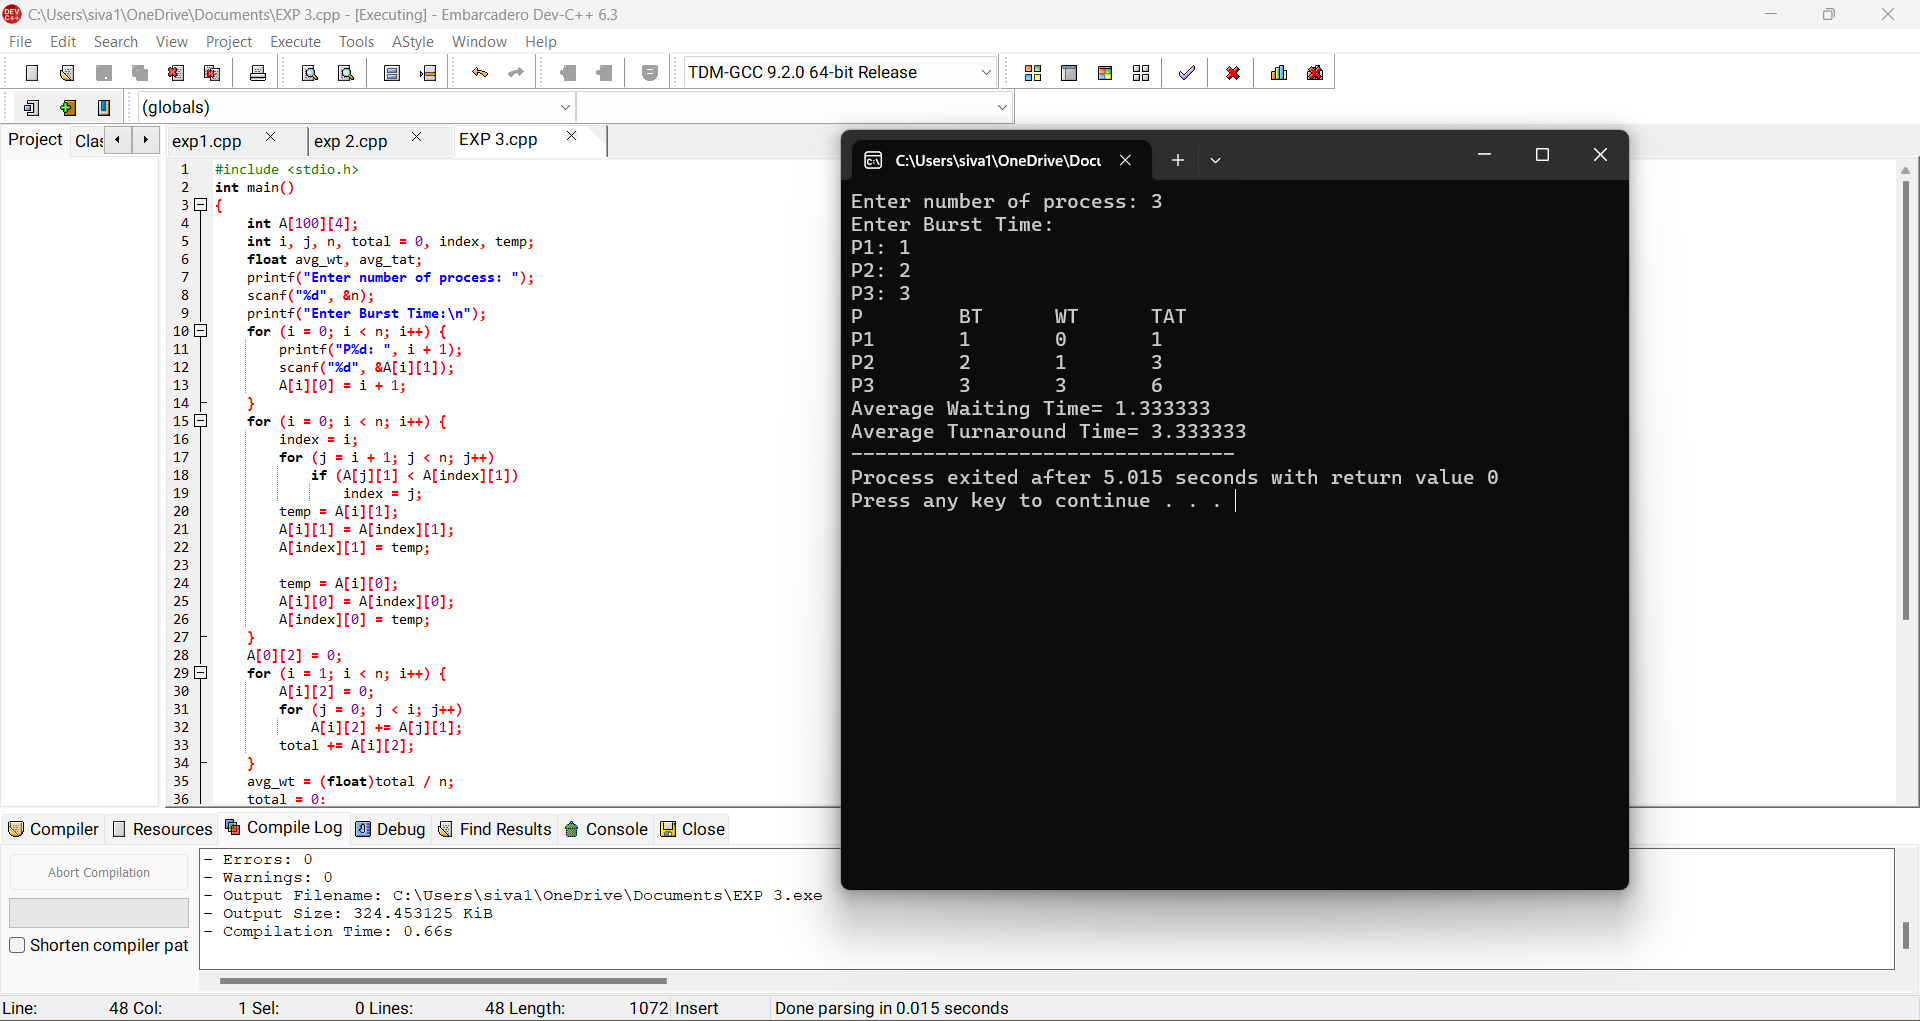 C:\Users\siva1\OneDrive\Documents\EXP 3.cpp - [Executing] - Embarcadero Dev-C++ 6.3
File Edit Search View Project Execute Tools AStyle Window Help
TDM-GCC 9.2.0 64-bit Release
(globals)
Project Clas
exp1.cpp exp 2.cpp EXP 3.cpp
1 #include <stdio.h>
2 int main()
3 {
4 int A[100][4];
5 int i, j, n, total = 0, index, temp;
6 float avg_wt, avg_tat;
7 printf("Enter number of process: ");
8 scanf("%d", &n);
9 printf("Enter Burst Time:\n");
10 for (i = 0; i < n; i++) {
11 printf("P%d: ", i + 1);
12 scanf("%d", &A[i][1]);
13 A[i][0] = i + 1;
14 }
15 for (i = 0; i < n; i++) {
16 index = i;
17 for (j = i + 1; j < n; j++)
18 if (A[j][1] < A[index][1])
19 index = j;
20 temp = A[i][1];
21 A[i][1] = A[index][1];
22 A[index][1] = temp;
23
24 temp = A[i][0];
25 A[i][0] = A[index][0];
26 A[index][0] = temp;
27 }
28 A[0][2] = 0;
29 for (i = 1; i < n; i++) {
30 A[i][2] = 0;
31 for (j = 0; j < i; j++)
32 A[i][2] += A[j][1];
33 total += A[i][2];
34 }
35 avg_wt = (float)total / n;
36 total = 0;
C:\Users\siva1\OneDrive\Docu
Enter number of process: 3
Enter Burst Time:
P1: 1
P2: 2
P3: 3
P BT WT TAT
P1 1 0 1
P2 2 1 3
P3 3 3 6
Average Waiting Time= 1.333333
Average Turnaround Time= 3.333333
--------------------------------
Process exited after 5.015 seconds with return value 0
Press any key to continue . . .
Compiler Resources Compile Log Debug Find Results Console Close
Abort Compilation
Shorten compiler pat
- Errors: 0
- Warnings: 0
- Output Filename: C:\Users\siva1\OneDrive\Documents\EXP 3.exe
- Output Size: 324.453125 KiB
- Compilation Time: 0.66s
Line: 48 Col: 1 Sel: 0 Lines: 48 Length: 1072 Insert Done parsing in 0.015 seconds